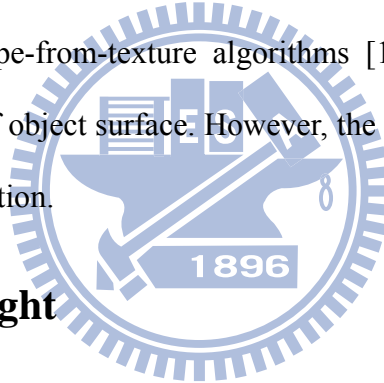 pe-from-texture algorithms [1
f object surface. However, the
tion.
E S A
1896
ght